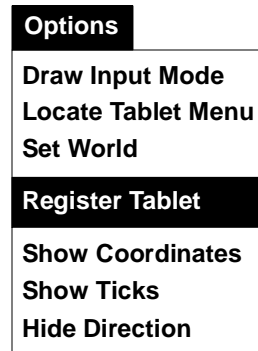 Options
Draw Input Mode
Locate Tablet Menu
Set World
Register Tablet
Show Coordinates
Show Ticks
Hide Direction